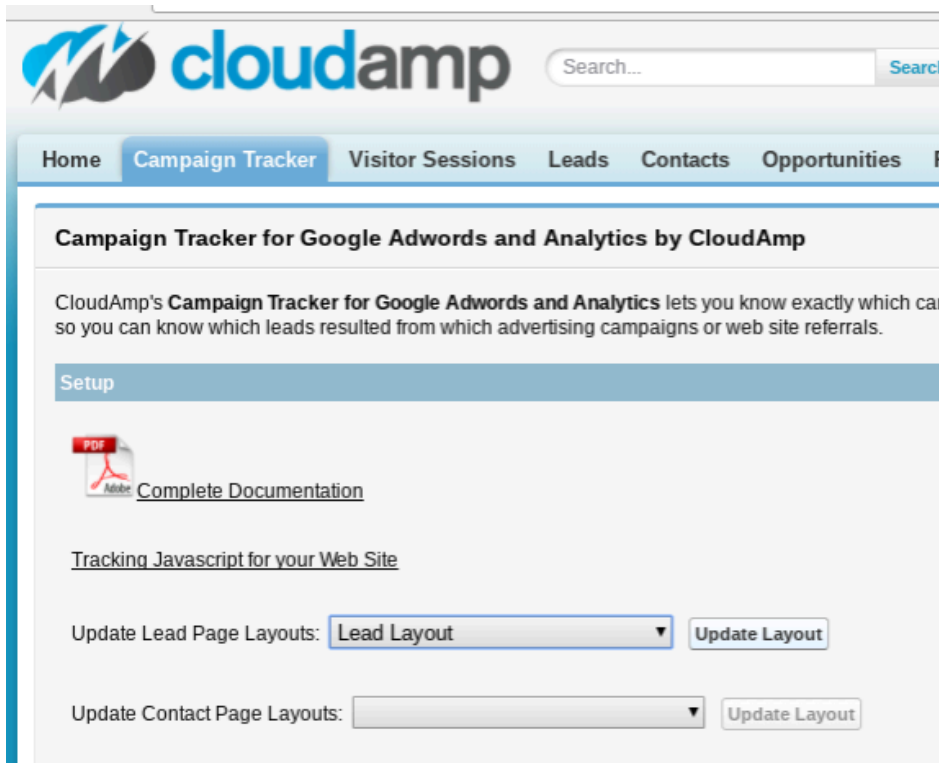 cloudamp
Search...
Home Campaign Tracker Visitor Sessions Leads Contacts Opportunities
Campaign Tracker for Google Adwords and Analytics by CloudAmp
CloudAmp's Campaign Tracker for Google Adwords and Analytics lets you know exactly which
so you can know which leads resulted from which advertising campaigns or web site referrals.
Setup
PDF
Adobe
Complete Documentation
Tracking Javascript for your Web Site
Update Lead Page Layouts: Lead Layout Update Layout
Update Contact Page Layouts: Update Layout